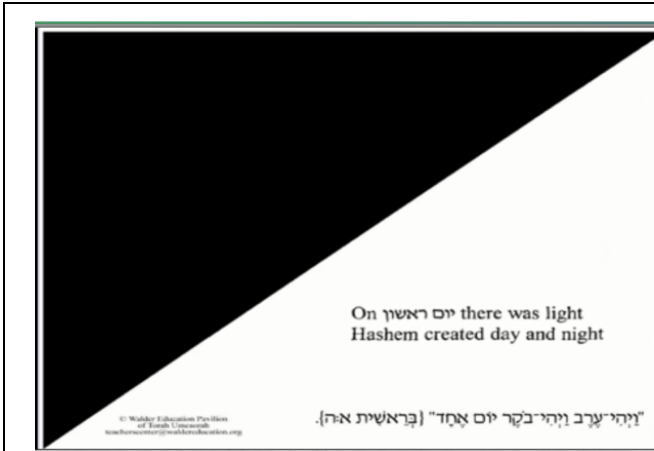 On יום ראשון there was light
Hashem created day and night
"וַיְהִי־עֶרֶב וַיְהִי־בֹקֶר יוֹם אֶחָד" {בְּרֵאשִׁית א:ה}.
© Walder Education Pavilion
of Torah Umesorah
teacherscenter@waldereducation.org